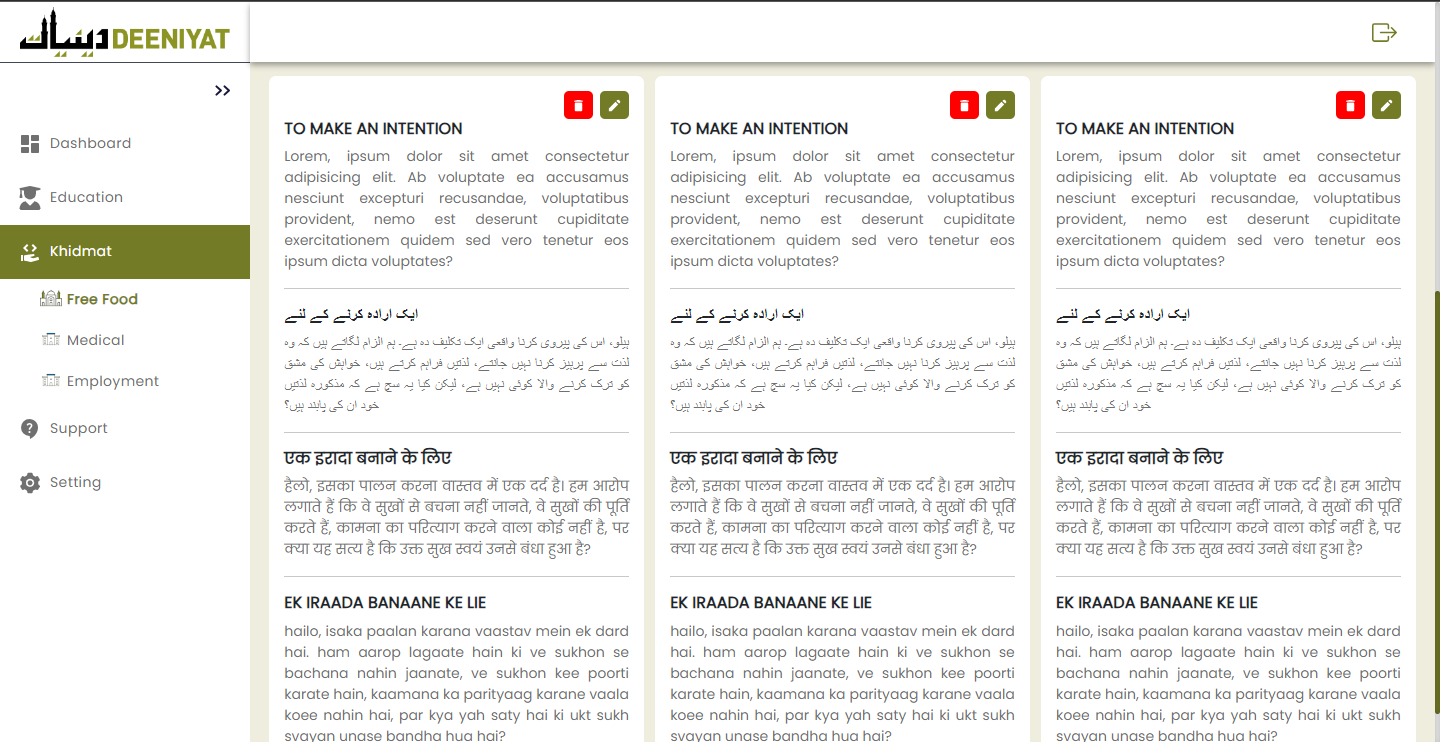 دینیات DEENIYAT
Dashboard
Education
Khidmat
Free Food
Medical
Employment
Support
Setting
TO MAKE AN INTENTION
Lorem, ipsum dolor sit amet consectetur
adipisicing elit. Ab voluptate ea accusamus
nesciunt excepturi recusandae, voluptatibus
provident, nemo est deserunt cupiditate
exercitationem quidem sed vero tenetur eos
ipsum dicta voluptates?
ایک ارادہ کرنے کے لئے
ہیلو، اس کی پیروی کرنا واقعی ایک تکلیف دہ ہے۔ ہم الزام لگاتے ہیں کہ وہ
لذت سے پرہیز کرنا نہیں جانتے، لذتیں فراہم کرتے ہیں، خواہش کی مشق
کو ترک کرنے والا کوئی نہیں ہے، لیکن کیا یہ سچ ہے کہ مذکورہ لذتیں
خود ان کی پابند ہیں؟
एक इरादा बनाने के लिए
हैलो, इसका पालन करना वास्तव में एक दर्द है। हम आरोप
लगाते हैं कि वे सुखों से बचना नहीं जानते, वे सुखों की पूर्ति
करते हैं, कामना का परित्याग करने वाला कोई नहीं है, पर
क्या यह सत्य है कि उक्त सुख स्वयं उनसे बंधा हुआ है?
EK IRAADA BANAANE KE LIE
hailo, isaka paalan karana vaastav mein ek dard
hai. ham aarop lagaate hain ki ve sukhon se
bachana nahin jaanate, ve sukhon kee poorti
karate hain, kaamana ka parityaag karane vaala
koee nahin hai, par kya yah saty hai ki ukt sukh
svayan unase bandha hua hai?
TO MAKE AN INTENTION
Lorem, ipsum dolor sit amet consectetur
adipisicing elit. Ab voluptate ea accusamus
nesciunt excepturi recusandae, voluptatibus
provident, nemo est deserunt cupiditate
exercitationem quidem sed vero tenetur eos
ipsum dicta voluptates?
ایک ارادہ کرنے کے لئے
ہیلو، اس کی پیروی کرنا واقعی ایک تکلیف دہ ہے۔ ہم الزام لگاتے ہیں کہ وہ
لذت سے پرہیز کرنا نہیں جانتے، لذتیں فراہم کرتے ہیں، خواہش کی مشق
کو ترک کرنے والا کوئی نہیں ہے، لیکن کیا یہ سچ ہے کہ مذکورہ لذتیں
خود ان کی پابند ہیں؟
एक इरादा बनाने के लिए
हैलो, इसका पालन करना वास्तव में एक दर्द है। हम आरोप
लगाते हैं कि वे सुखों से बचना नहीं जानते, वे सुखों की पूर्ति
करते हैं, कामना का परित्याग करने वाला कोई नहीं है, पर
क्या यह सत्य है कि उक्त सुख स्वयं उनसे बंधा हुआ है?
EK IRAADA BANAANE KE LIE
hailo, isaka paalan karana vaastav mein ek dard
hai. ham aarop lagaate hain ki ve sukhon se
bachana nahin jaanate, ve sukhon kee poorti
karate hain, kaamana ka parityaag karane vaala
koee nahin hai, par kya yah saty hai ki ukt sukh
svayan unase bandha hua hai?
TO MAKE AN INTENTION
Lorem, ipsum dolor sit amet consectetur
adipisicing elit. Ab voluptate ea accusamus
nesciunt excepturi recusandae, voluptatibus
provident, nemo est deserunt cupiditate
exercitationem quidem sed vero tenetur eos
ipsum dicta voluptates?
ایک ارادہ کرنے کے لئے
ہیلو، اس کی پیروی کرنا واقعی ایک تکلیف دہ ہے۔ ہم الزام لگاتے ہیں کہ وہ
لذت سے پرہیز کرنا نہیں جانتے، لذتیں فراہم کرتے ہیں، خواہش کی مشق
کو ترک کرنے والا کوئی نہیں ہے، لیکن کیا یہ سچ ہے کہ مذکورہ لذتیں
خود ان کی پابند ہیں؟
एक इरादा बनाने के लिए
हैलो, इसका पालन करना वास्तव में एक दर्द है। हम आरोप
लगाते हैं कि वे सुखों से बचना नहीं जानते, वे सुखों की पूर्ति
करते हैं, कामना का परित्याग करने वाला कोई नहीं है, पर
क्या यह सत्य है कि उक्त सुख स्वयं उनसे बंधा हुआ है?
EK IRAADA BANAANE KE LIE
hailo, isaka paalan karana vaastav mein ek dard
hai. ham aarop lagaate hain ki ve sukhon se
bachana nahin jaanate, ve sukhon kee poorti
karate hain, kaamana ka parityaag karane vaala
koee nahin hai, par kya yah saty hai ki ukt sukh
svayan unase bandha hua hai?